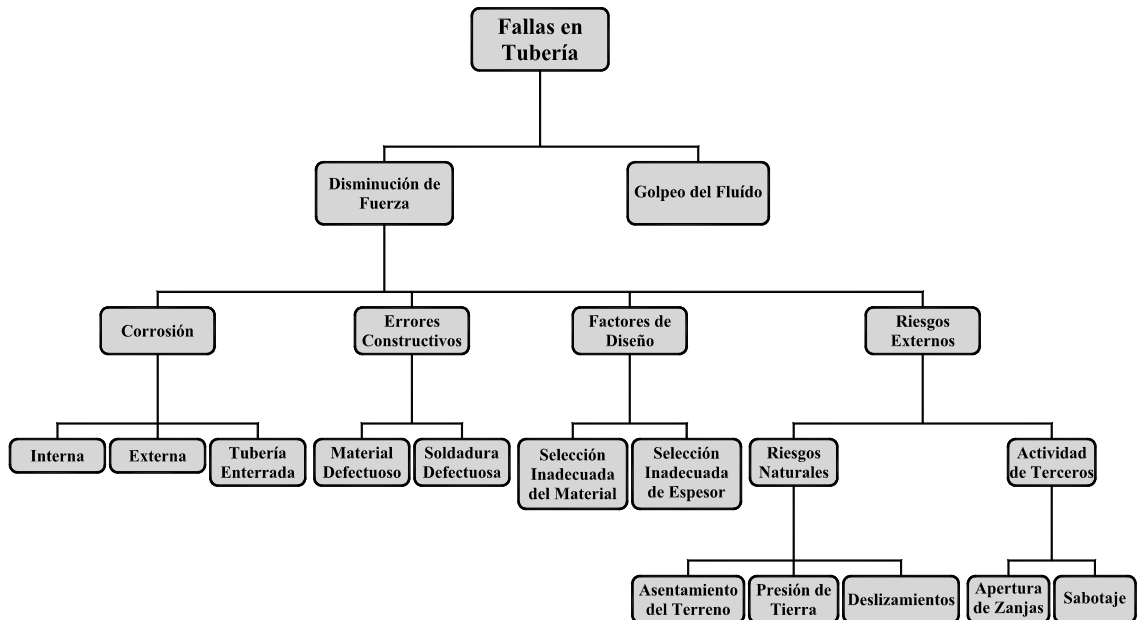 Fallas en
Tubería
Disminución de
Fuerza
Golpeo del Fluído
Corrosión
Errores
Constructivos
Factores de
Diseño
Riesgos
Externos
Interna
Externa
Tubería
Enterrada
Material
Defectuoso
Soldadura
Defectuosa
Selección
Inadecuada
del Material
Selección
Inadecuada
de Espesor
Riesgos
Naturales
Actividad
de Terceros
Asentamiento
del Terreno
Presión de
Tierra
Deslizamientos
Apertura
de Zanjas
Sabotaje